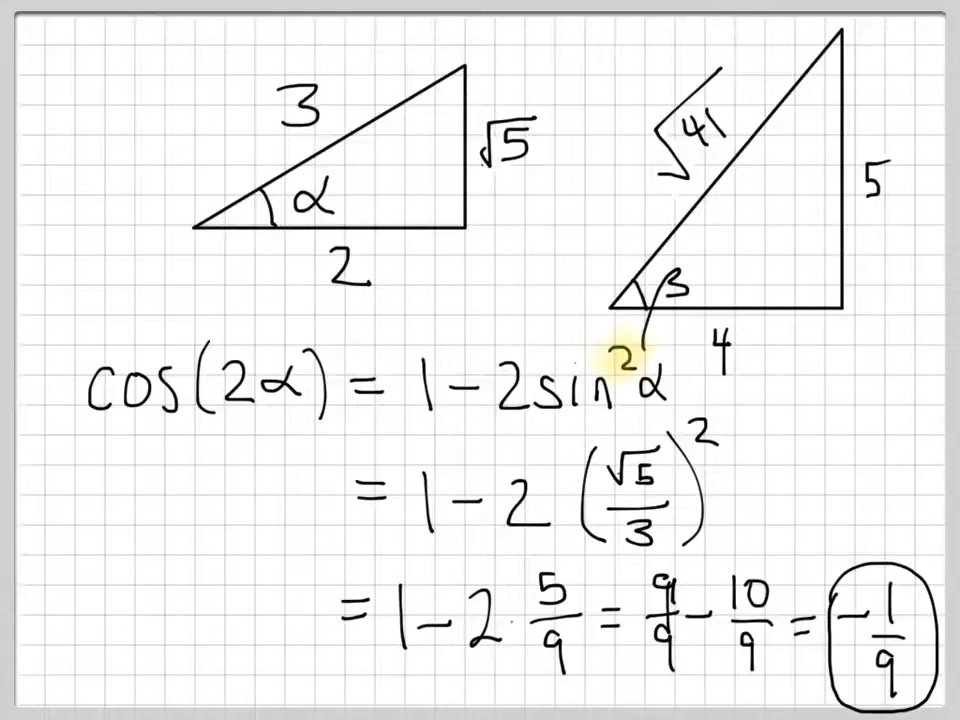 3
√5
α
2
√41
5
β
4
cos(2α) = 1 - 2sin²α
= 1 - 2 (√5/3)²
= 1 - 2 · 5/9 = 9/9 - 10/9 = -1/9